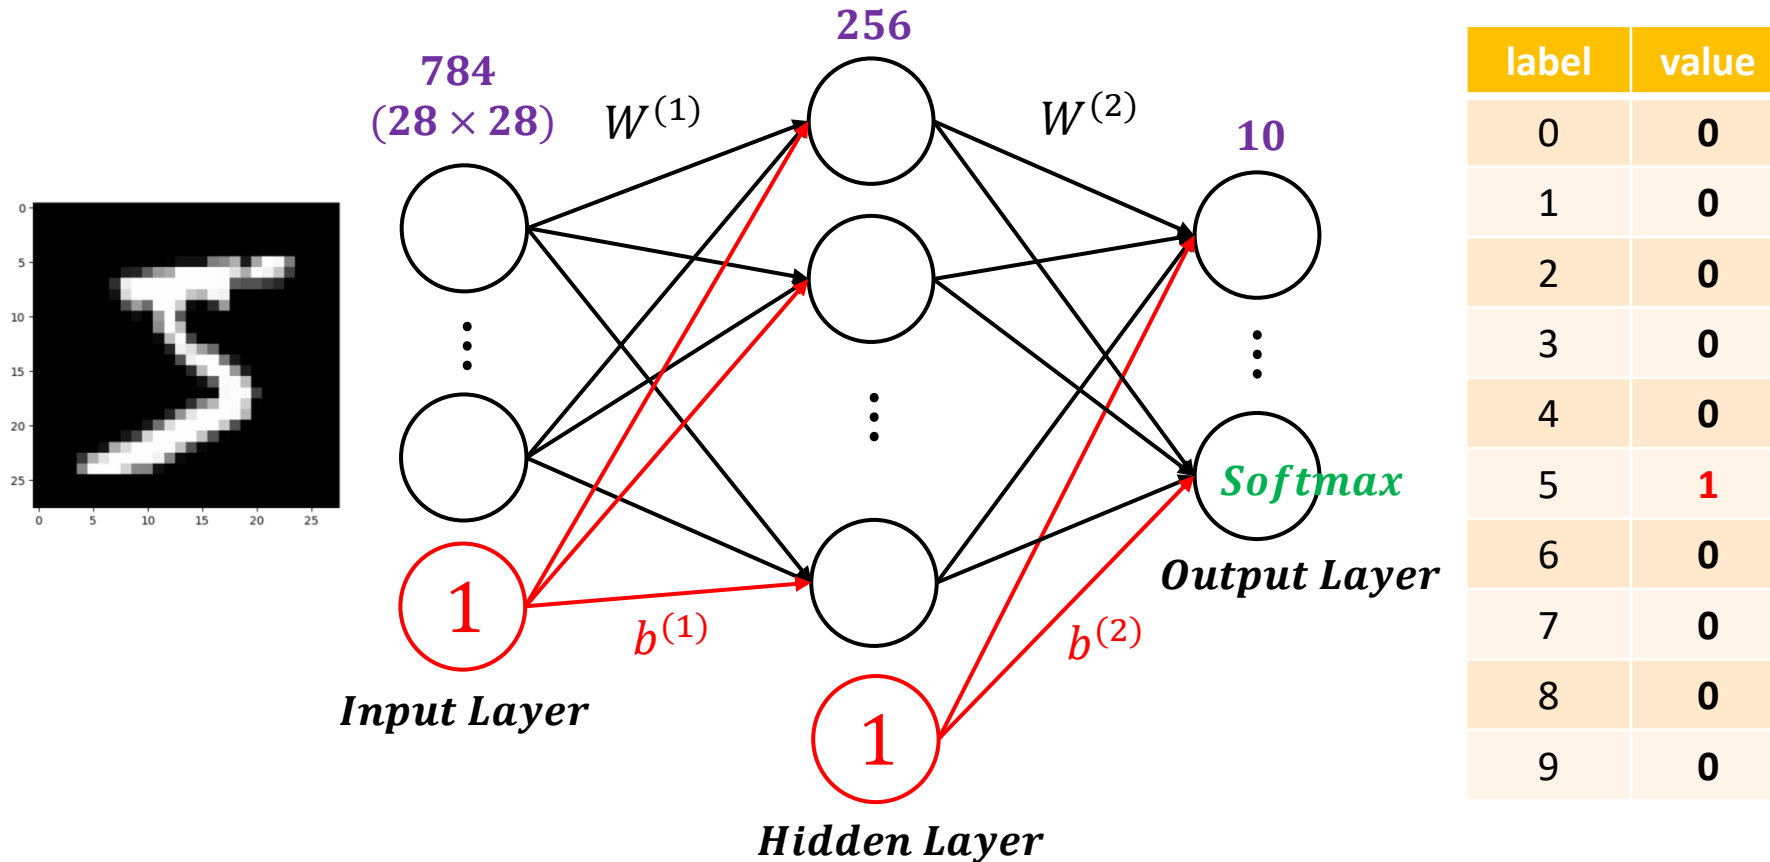 256
784
(28 × 28)
W^(1)
W^(2)
10
0
5
10
15
20
25
0 5 10 15 20 25
1
b^(1)
Input Layer
1
b^(2)
Hidden Layer
Softmax
Output Layer
label value
0 0
1 0
2 0
3 0
4 0
5 1
6 0
7 0
8 0
9 0